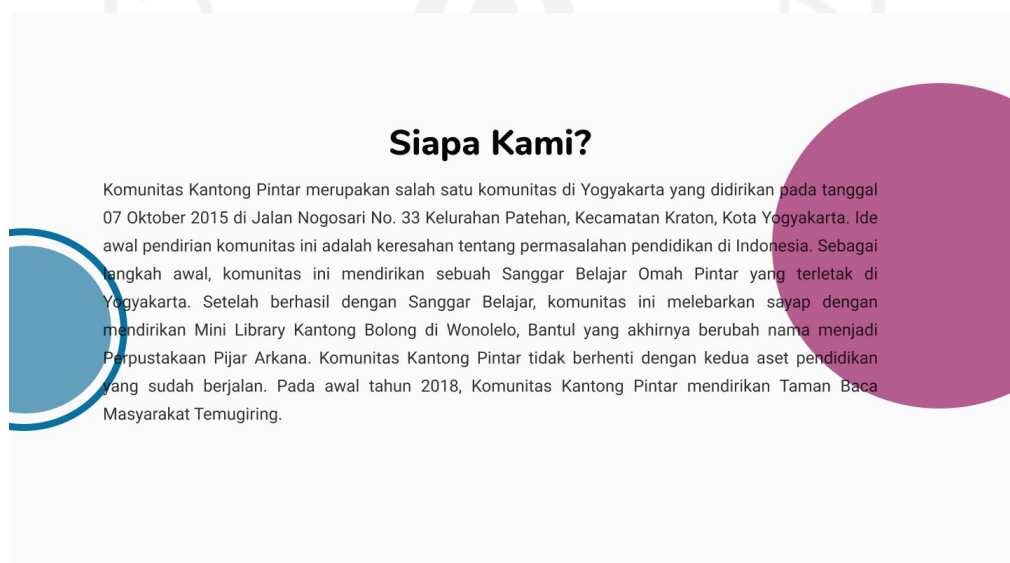 Siapa Kami?
Komunitas Kantong Pintar merupakan salah satu komunitas di Yogyakarta yang didirikan pada tanggal
07 Oktober 2015 di Jalan Nogosari No. 33 Kelurahan Patehan, Kecamatan Kraton, Kota Yogyakarta. Ide
awal pendirian komunitas ini adalah keresahan tentang permasalahan pendidikan di Indonesia. Sebagai
langkah awal, komunitas ini mendirikan sebuah Sanggar Belajar Omah Pintar yang terletak di
Yogyakarta. Setelah berhasil dengan Sanggar Belajar, komunitas ini melebarkan sayap dengan
mendirikan Mini Library Kantong Bolong di Wonolelo, Bantul yang akhirnya berubah nama menjadi
Perpustakaan Pijar Arkana. Komunitas Kantong Pintar tidak berhenti dengan kedua aset pendidikan
yang sudah berjalan. Pada awal tahun 2018, Komunitas Kantong Pintar mendirikan Taman Baca
Masyarakat Temugiring.